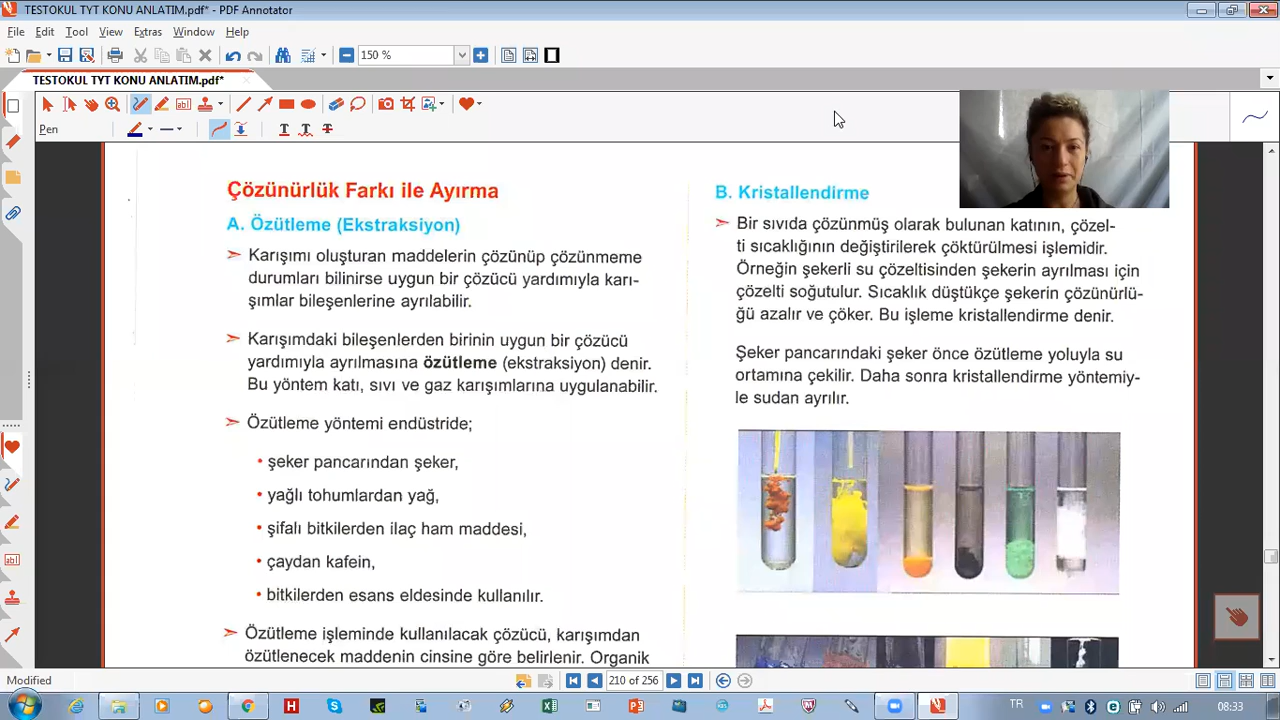 TESTOKUL TYT KONU ANLATIM.pdf* - PDF Annotator
File Edit Tool View Extras Window Help
150 %
TESTOKUL TYT KONU ANLATIM.pdf*
Pen
Çözünürlük Farkı ile Ayırma
A. Özütleme (Ekstraksiyon)
➣ Karışımı oluşturan maddelerin çözünüp çözünmeme
durumları bilinirse uygun bir çözücü yardımıyla karı-
şımlar bileşenlerine ayrılabilir.
➣ Karışımdaki bileşenlerden birinin uygun bir çözücü
yardımıyla ayrılmasına özütleme (ekstraksiyon) denir.
Bu yöntem katı, sıvı ve gaz karışımlarına uygulanabilir.
➣ Özütleme yöntemi endüstride;
• şeker pancarından şeker,
• yağlı tohumlardan yağ,
• şifalı bitkilerden ilaç ham maddesi,
• çaydan kafein,
• bitkilerden esans eldesinde kullanılır.
➣ Özütleme işleminde kullanılacak çözücü, karışımdan
özütlenecek maddenin cinsine göre belirlenir. Organik
B. Kristallendirme
➣ Bir sıvıda çözünmüş olarak bulunan katının, çözel-
ti sıcaklığının değiştirilerek çöktürülmesi işlemidir.
Örneğin şekerli su çözeltisinden şekerin ayrılması için
çözelti soğutulur. Sıcaklık düştükçe şekerin çözünürlü-
ğü azalır ve çöker. Bu işleme kristallendirme denir.
Şeker pancarındaki şeker önce özütleme yoluyla su
ortamına çekilir. Daha sonra kristallendirme yöntemiy-
le sudan ayrılır.
Modified
210 of 256
TR
08:33